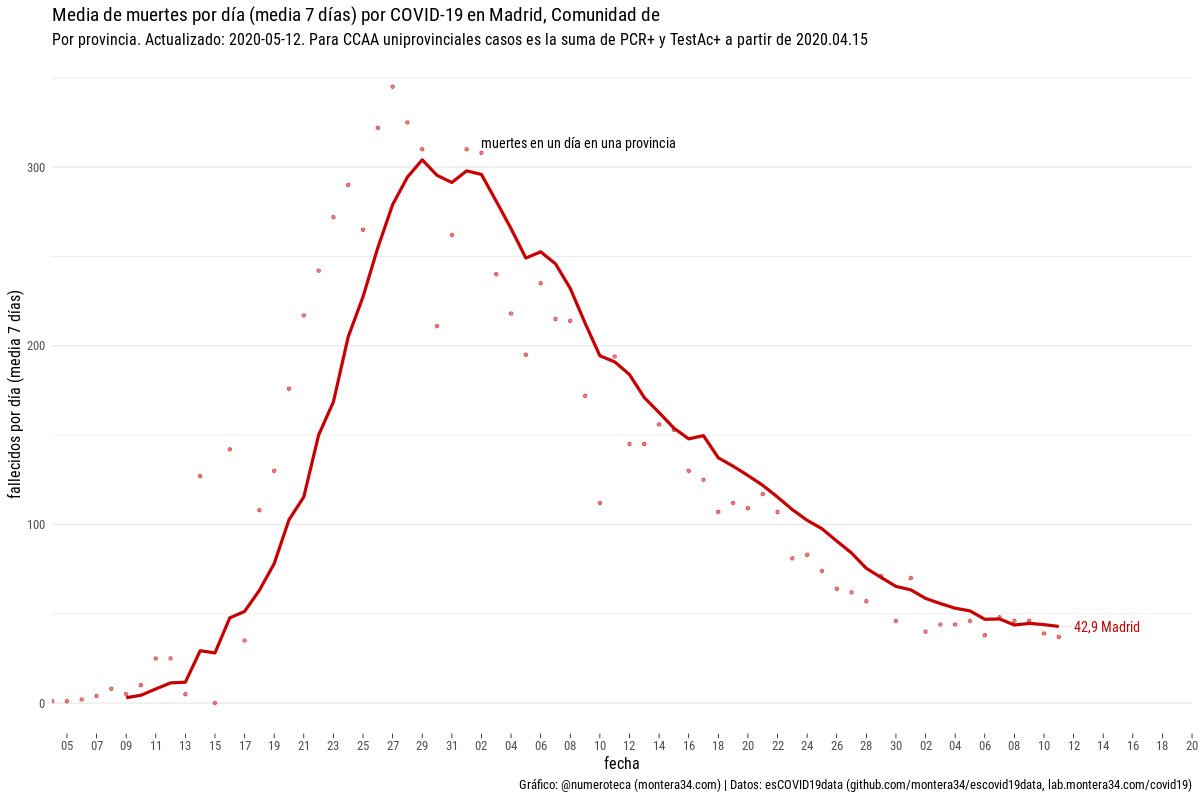 Media de muertes por día (media 7 días) por COVID-19 en Madrid, Comunidad de
Por provincia. Actualizado: 2020-05-12. Para CCAA uniprovinciales casos es la suma de PCR+ y TestAc+ a partir de 2020.04.15
muertes en un día en una provincia
300
200
100
0
fallecidos por día (media 7 días)
42,9 Madrid
05 07 09 11 13 15 17 19 21 23 25 27 29 31 02 04 06 08 10 12 14 16 18 20 22 24 26 28 30 02 04 06 08 10 12 14 16 18 20
fecha
Gráfico: @numeroteca (montera34.com) | Datos: esCOVID19data (github.com/montera34/escovid19data, lab.montera34.com/covid19)